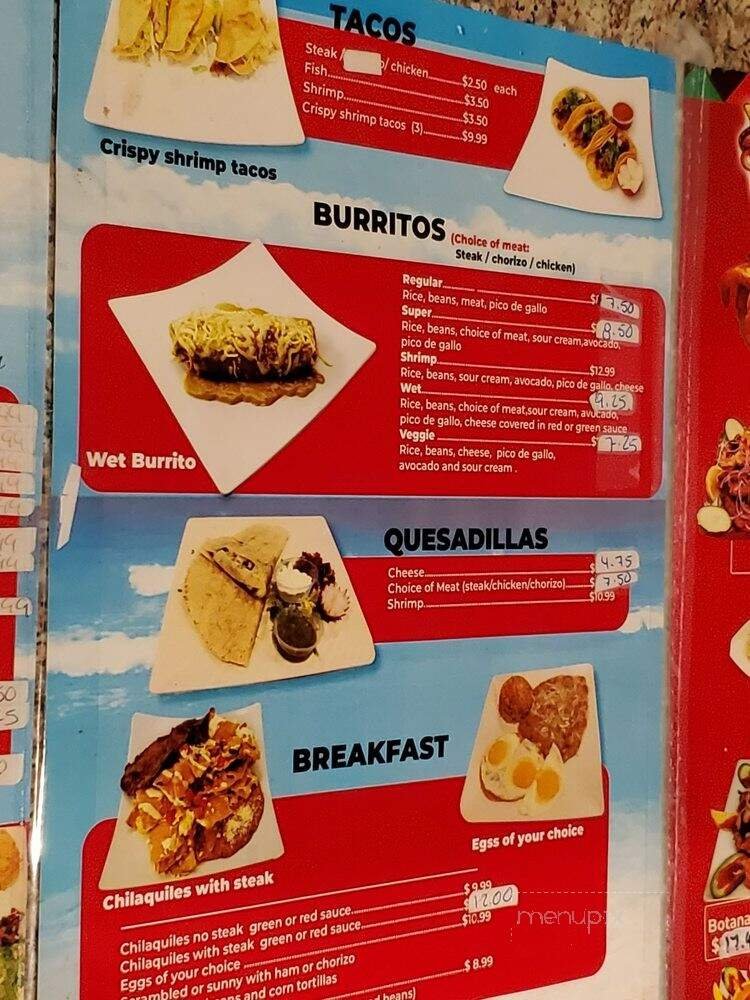 TACOS
Steak / / chicken........$2.50 each
Fish........$3.50
Shrimp........$3.50
Crispy shrimp tacos (3)........$9.99
Crispy shrimp tacos
BURRITOS (Choice of meat:
Steak / chorizo / chicken)
Regular........$ 7.50
Rice, beans, meat, pico de gallo
Super........$ 8.50
Rice, beans, choice of meat, sour cream,avocado,
pico de gallo
Shrimp........$12.99
Rice, beans, sour cream, avocado, pico de gallo, cheese
Wet........9.25
Rice, beans, choice of meat,sour cream, avocado,
pico de gallo, cheese covered in red or green sauce
Veggie........$ 7.25
Rice, beans, cheese, pico de gallo,
avocado and sour cream .
Wet Burrito
QUESADILLAS
Cheese........$ 4.75
Choice of Meat (steak/chicken/chorizo)........$ 7.50
Shrimp........$10.99
BREAKFAST
Egss of your choice
Chilaquiles with steak
Chilaquiles no steak green or red sauce........$ 9.99
Chilaquiles with steak green or red sauce........$ 12.00
Eggs of your choice........$10.99
Scrambled or sunny with ham or chorizo
and corn tortillas........$ 8.99
beans)
menupix
Botana